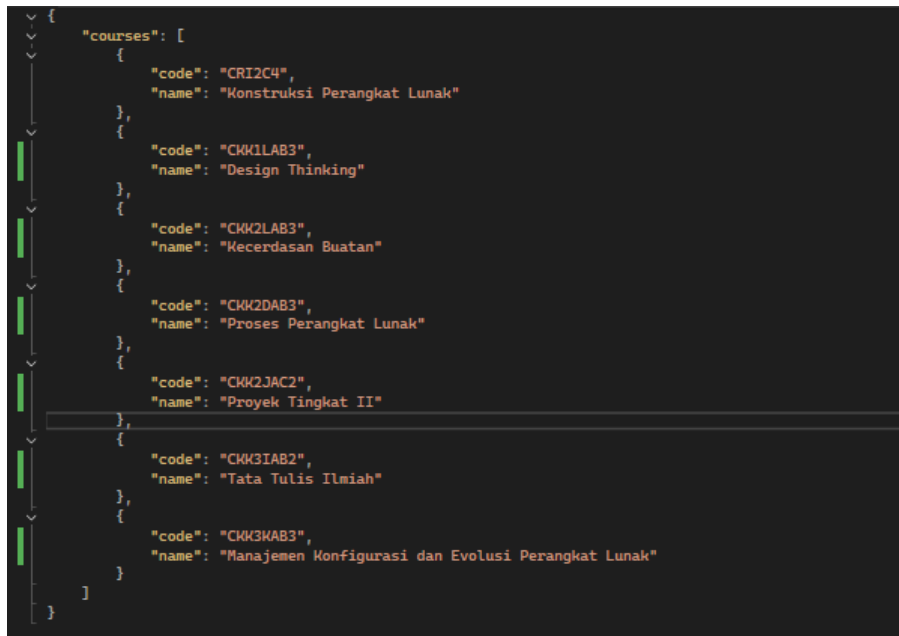 {
"courses": [
{
"code": "CRI2C4",
"name": "Konstruksi Perangkat Lunak"
},
{
"code": "CKK1LAB3",
"name": "Design Thinking"
},
{
"code": "CKK2LAB3",
"name": "Kecerdasan Buatan"
},
{
"code": "CKK2DAB3",
"name": "Proses Perangkat Lunak"
},
{
"code": "CKK2JAC2",
"name": "Proyek Tingkat II"
},
{
"code": "CKK3IAB2",
"name": "Tata Tulis Ilmiah"
},
{
"code": "CKK3KAB3",
"name": "Manajemen Konfigurasi dan Evolusi Perangkat Lunak"
}
]
}